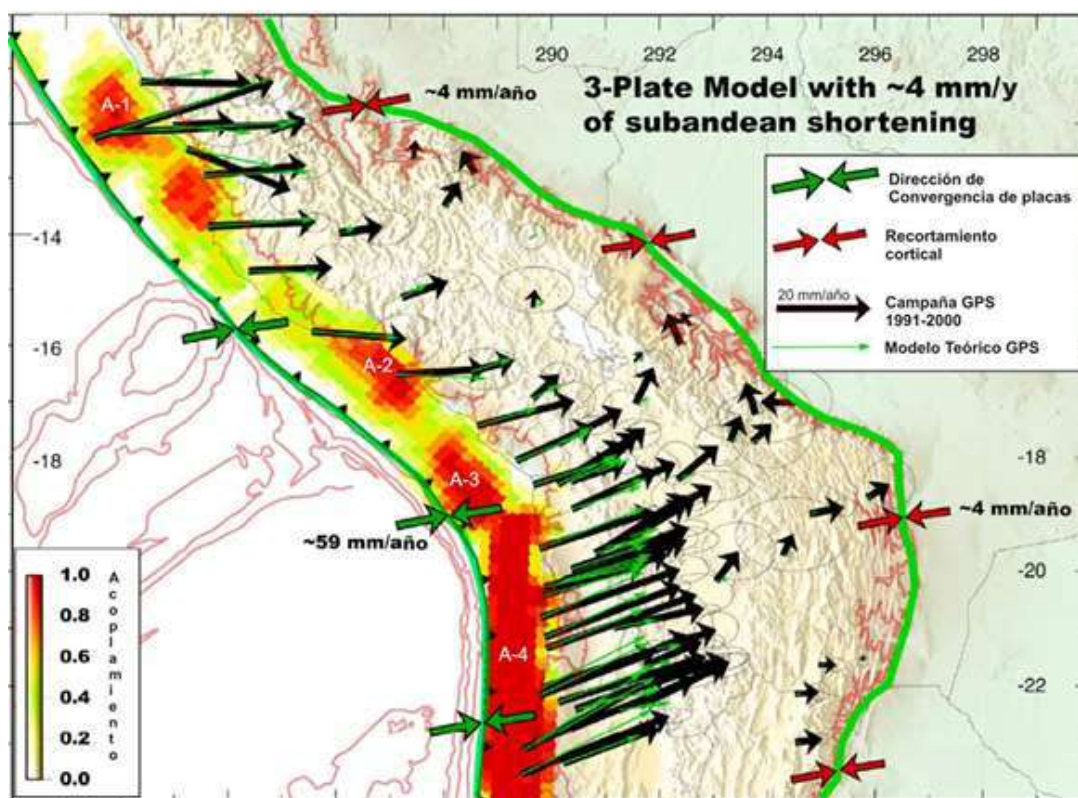 290 292 294 296 298
3-Plate Model with ~4 mm/y
of subandean shortening
~4 mm/año
A-1
Dirección de
Convergencia de placas
Recortamiento
cortical
20 mm/año
Campaña GPS
1991-2000
Modelo Teórico GPS
-14
-16
A-2
-18
-18
A-3
~59 mm/año
~4 mm/año
-20
-20
A-4
-22
-22
1.0
0.8
0.6
0.4
0.2
0.0
Acoplamiento